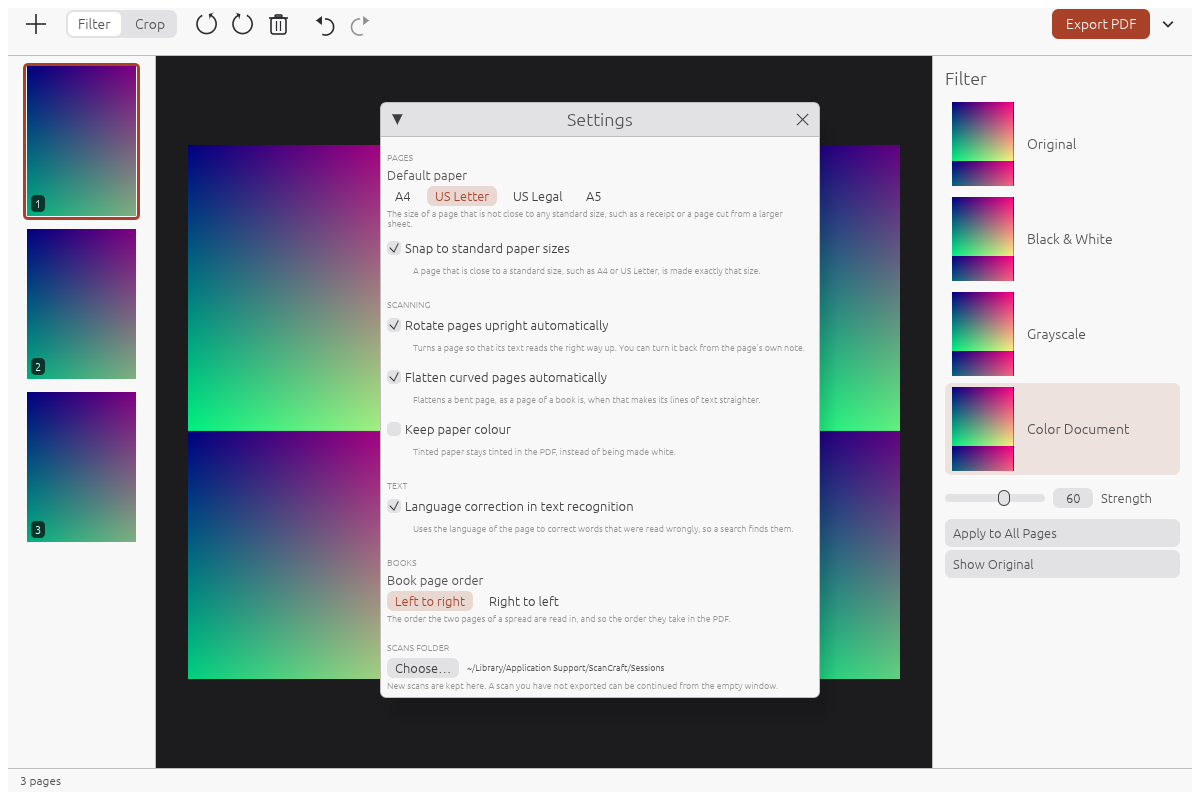 Filter
Crop
Export PDF
1
2
3
Settings
PAGES
Default paper
A4
US Letter
US Legal
A5
The size of a page that is not close to any standard size, such as a receipt or a page cut from a larger
sheet.
Snap to standard paper sizes
A page that is close to a standard size, such as A4 or US Letter, is made exactly that size.
SCANNING
Rotate pages upright automatically
Turns a page so that its text reads the right way up. You can turn it back from the page's own note.
Flatten curved pages automatically
Flattens a bent page, as a page of a book is, when that makes its lines of text straighter.
Keep paper colour
Tinted paper stays tinted in the PDF, instead of being made white.
TEXT
Language correction in text recognition
Uses the language of the page to correct words that were read wrongly, so a search finds them.
BOOKS
Book page order
Left to right
Right to left
The order the two pages of a spread are read in, and so the order they take in the PDF.
SCANS FOLDER
Choose...
~/Library/Application Support/ScanCraft/Sessions
New scans are kept here. A scan you have not exported can be continued from the empty window.
Filter
Original
Black & White
Grayscale
Color Document
60
Strength
Apply to All Pages
Show Original
3 pages